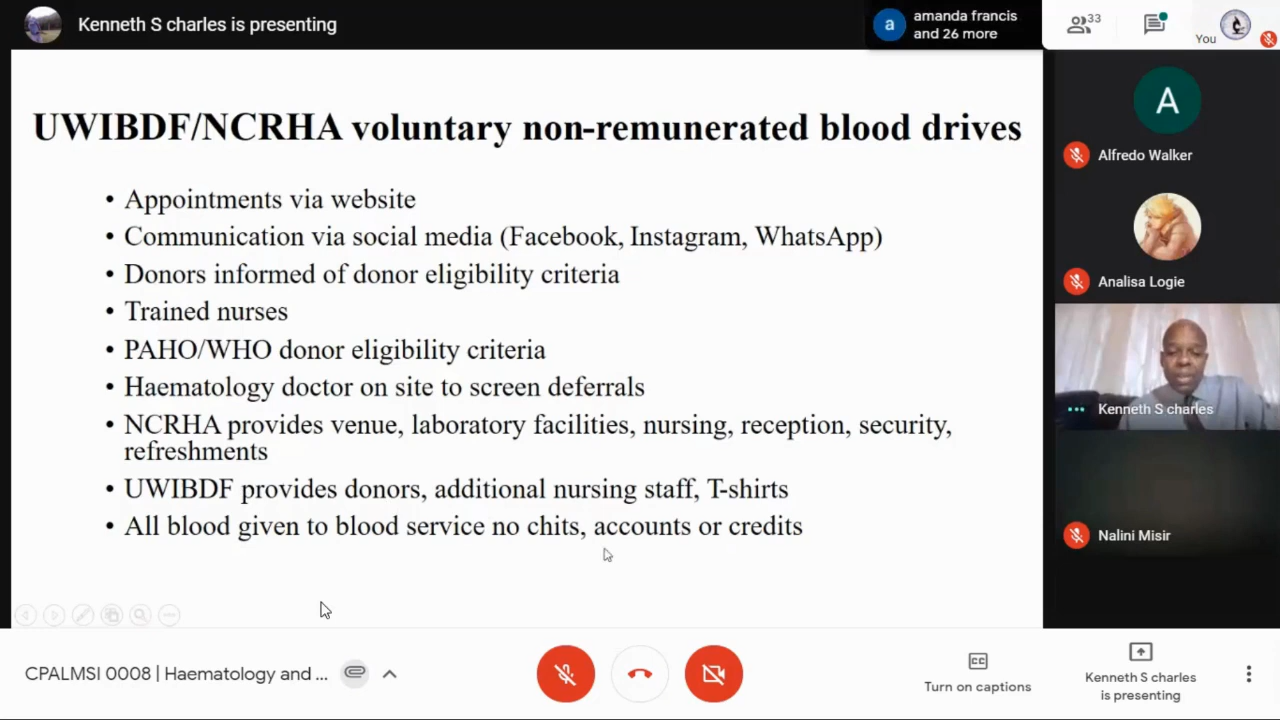 Kenneth S charles is presenting
a
amanda francis
and 26 more
33
You
UWIBDF/NCRHA voluntary non-remunerated blood drives
• Appointments via website
• Communication via social media (Facebook, Instagram, WhatsApp)
• Donors informed of donor eligibility criteria
• Trained nurses
• PAHO/WHO donor eligibility criteria
• Haematology doctor on site to screen deferrals
• NCRHA provides venue, laboratory facilities, nursing, reception, security,
refreshments
• UWIBDF provides donors, additional nursing staff, T-shirts
• All blood given to blood service no chits, accounts or credits
A
Alfredo Walker
Analisa Logie
Kenneth S charles
Nalini Misir
CPALMSI 0008 | Haematology and ...
CC
Turn on captions
Kenneth S charles
is presenting